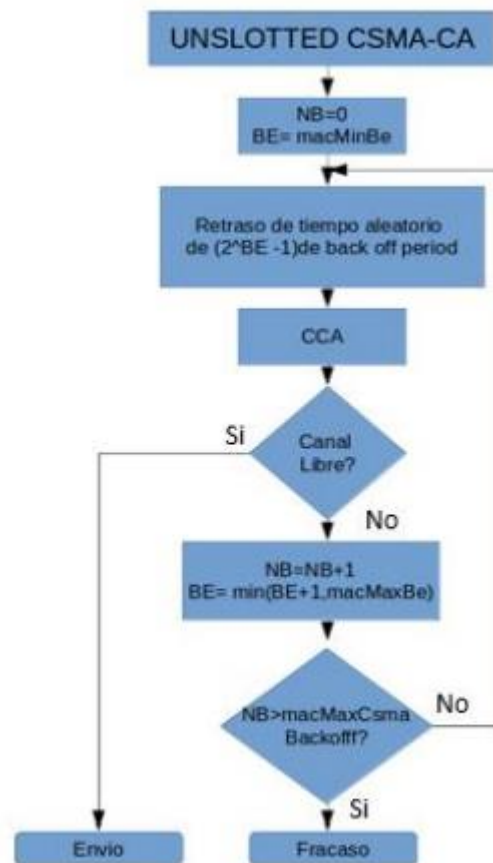 UNSLOTTED CSMA-CA
NB=0
BE= macMinBe
Retraso de tiempo aleatorio
de (2^BE -1)de back off period
CCA
Canal
Libre?
Si
No
NB=NB+1
BE= min(BE+1,macMaxBe)
NB>macMaxCsma
Backofff?
No
Si
Envio
Fracaso